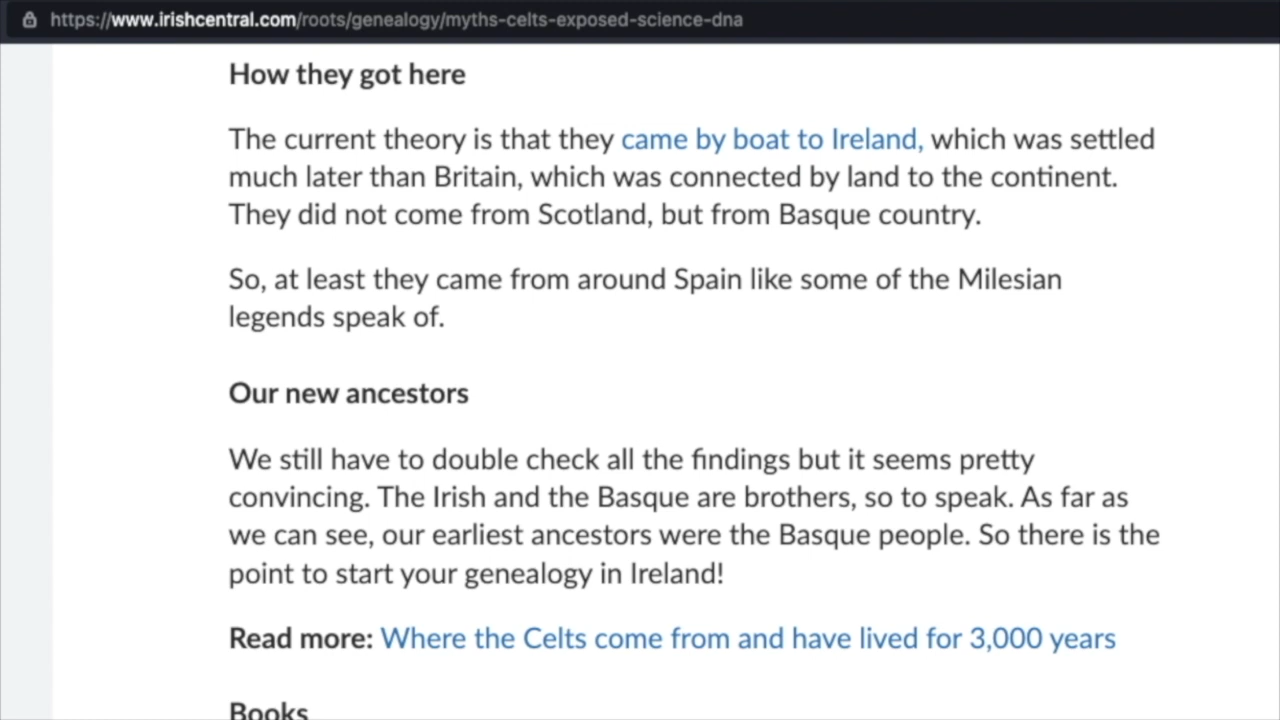 https://www.irishcentral.com/roots/genealogy/myths-celts-exposed-science-dna
How they got here
The current theory is that they came by boat to Ireland, which was settled
much later than Britain, which was connected by land to the continent.
They did not come from Scotland, but from Basque country.
So, at least they came from around Spain like some of the Milesian
legends speak of.
Our new ancestors
We still have to double check all the findings but it seems pretty
convincing. The Irish and the Basque are brothers, so to speak. As far as
we can see, our earliest ancestors were the Basque people. So there is the
point to start your genealogy in Ireland!
Read more: Where the Celts come from and have lived for 3,000 years
Books